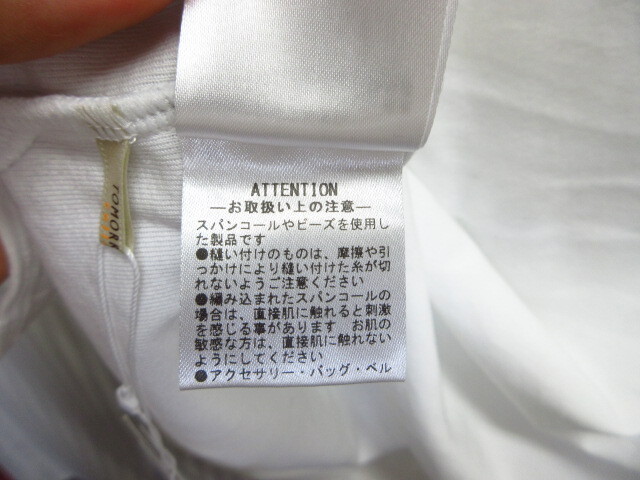 ATTENTION
―お取扱い上の注意―
スパンコールやビーズを使用し
た製品です
●縫い付けのものは、摩擦や引
っかけにより縫い付けた糸が切
れないようご注意ください
●編み込まれたスパンコールの
場合は、直接肌に触れると刺激
を感じる事があります お肌の
敏感な方は、直接肌に触れない
ようにしてください
●アクセサリー・バッグ・ベル